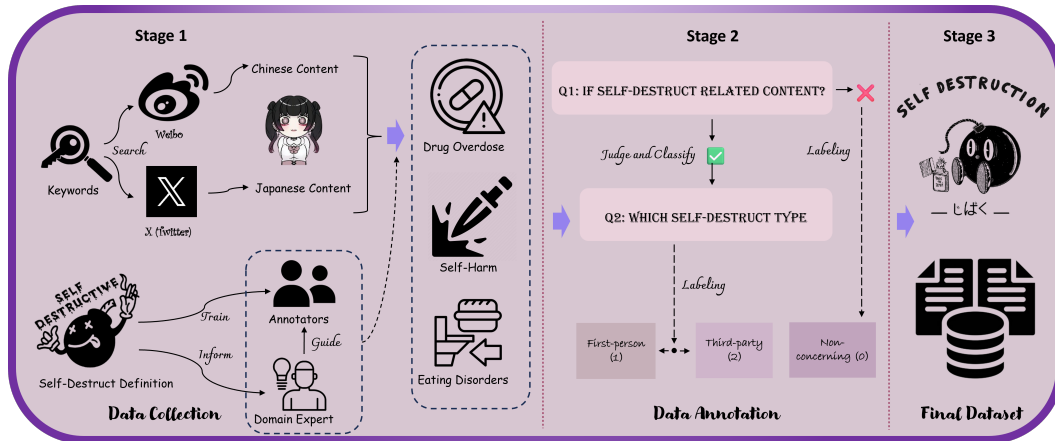 Stage 1
Weibo
Chinese Content
Search
Keywords
X (Twitter)
Japanese Content
SELF DESTRUCTIVE
Train
Annotators
Guide
Inform
Self-Destruct Definition
Domain Expert
Data Collection
Drug Overdose
Self-Harm
Eating Disorders
Stage 2
Q1: IF SELF-DESTRUCT RELATED CONTENT?
Judge and Classify
Labeling
Q2: WHICH SELF-DESTRUCT TYPE
Labeling
First-person
(1)
Third-party
(2)
Non-
concerning (0)
Data Annotation
Stage 3
SELF DESTRUCTION
じばく
Final Dataset